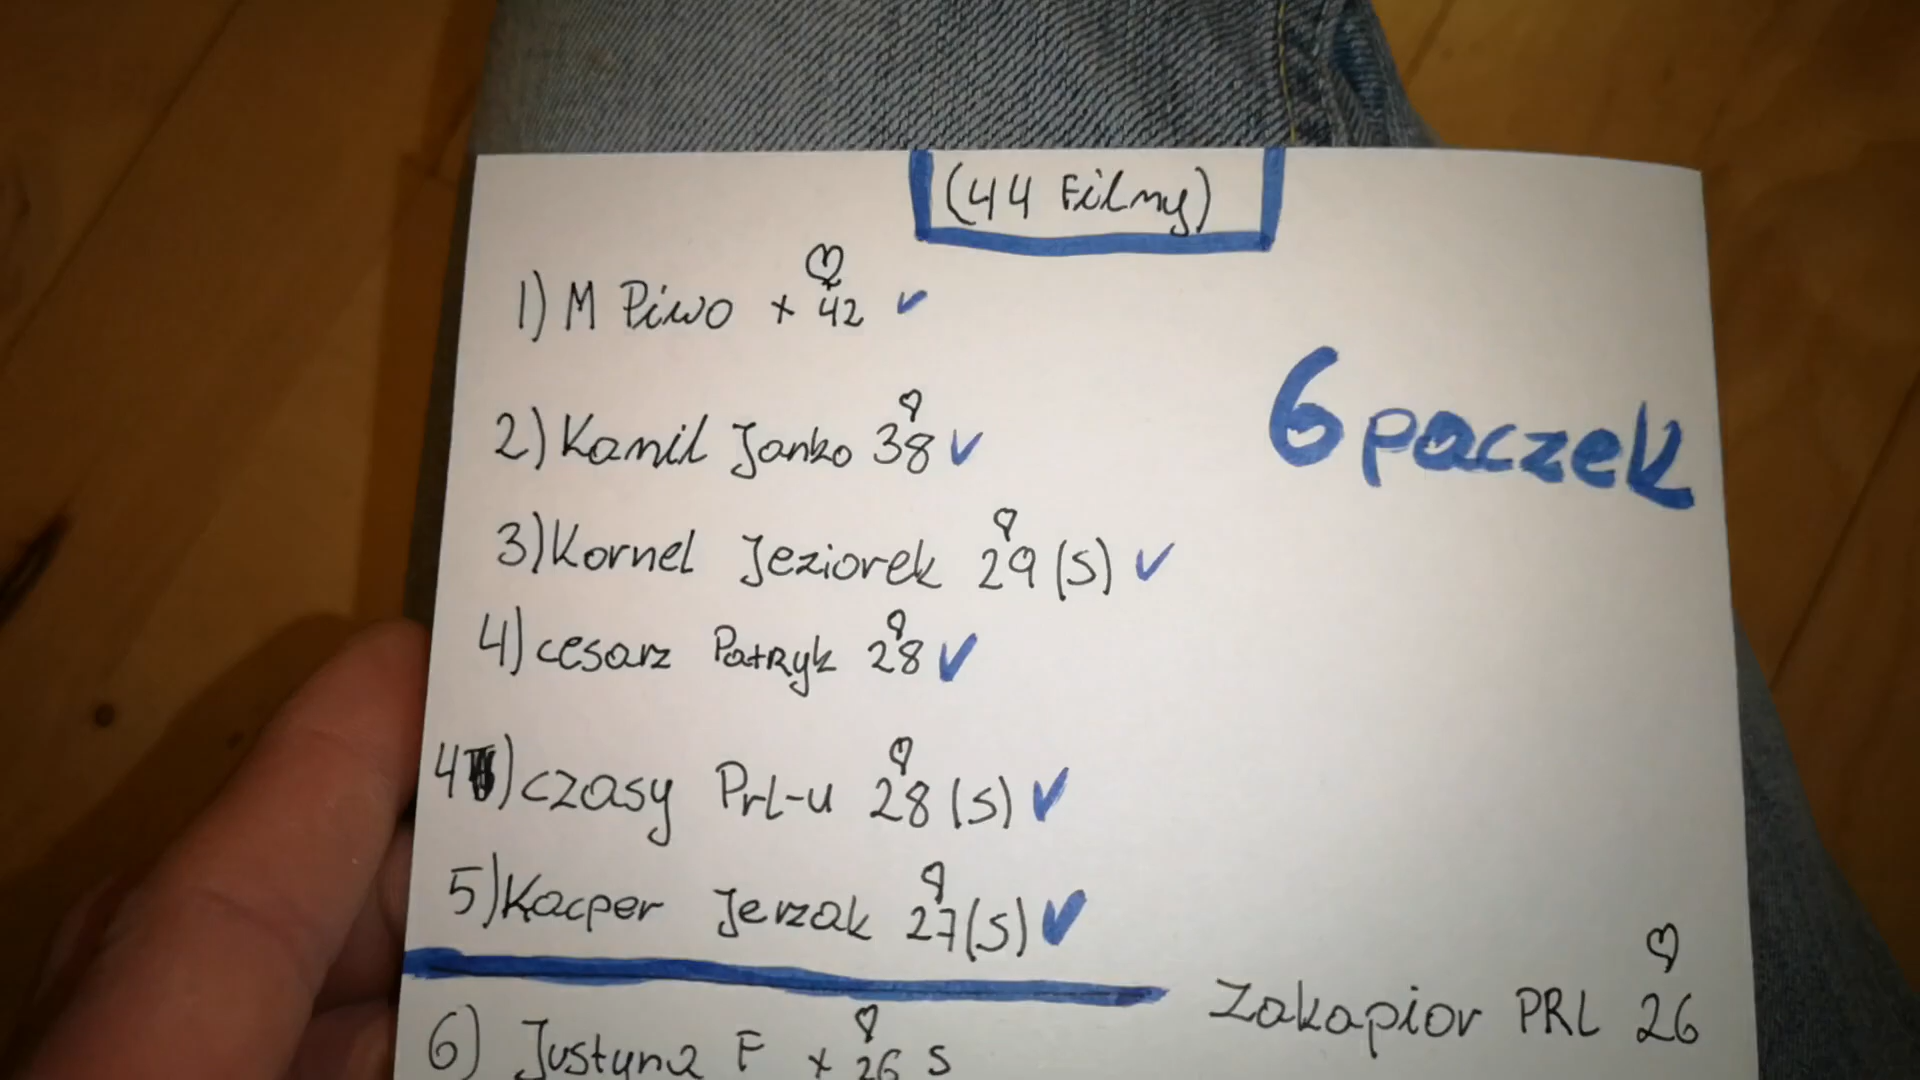 (44 Filmy)
1) M Piwo x 42 ✓
6 paczek
2) Kamil Janko 38 ✓
3) Kornel Jeziorek 29 (S) ✓
4) cesarz Patryk 28 ✓
4) czasy Prl-u 28 (S) ✓
5) Kacper Jerzak 27 (S) ✓
Zakapior PRL 26
6) Justyna F x 26 S